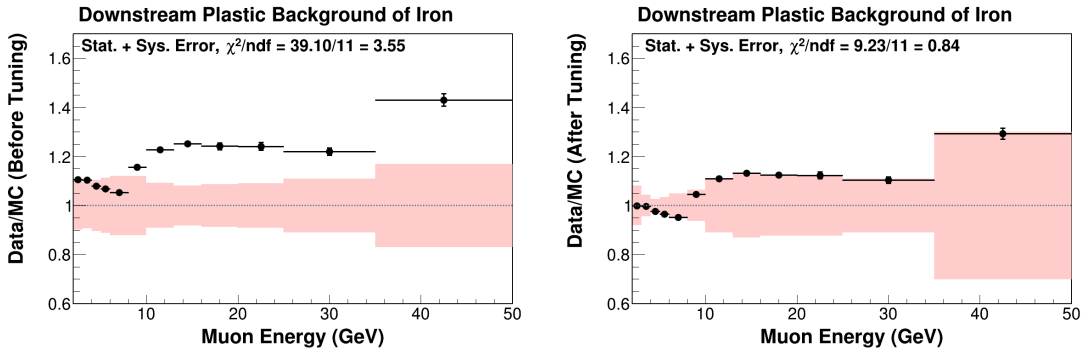 Downstream Plastic Background of Iron
Stat. + Sys. Error, χ²/ndf = 39.10/11 = 3.55
Data/MC (Before Tuning)
1.6
1.4
1.2
1
0.8
0.6
10 20 30 40 50
Muon Energy (GeV)
Downstream Plastic Background of Iron
Stat. + Sys. Error, χ²/ndf = 9.23/11 = 0.84
Data/MC (After Tuning)
1.6
1.4
1.2
1
0.8
0.6
10 20 30 40 50
Muon Energy (GeV)